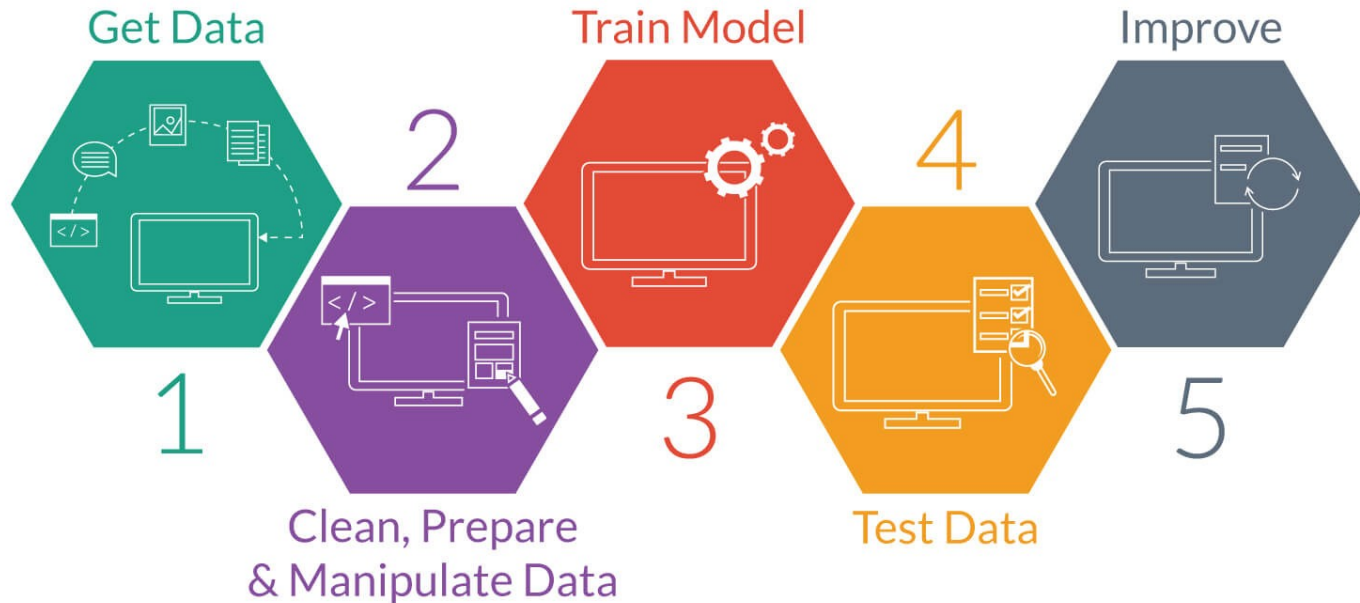 Get Data
1
2
Clean, Prepare
& Manipulate Data
</>
Train Model
3
4
Test Data
Improve
5
</>